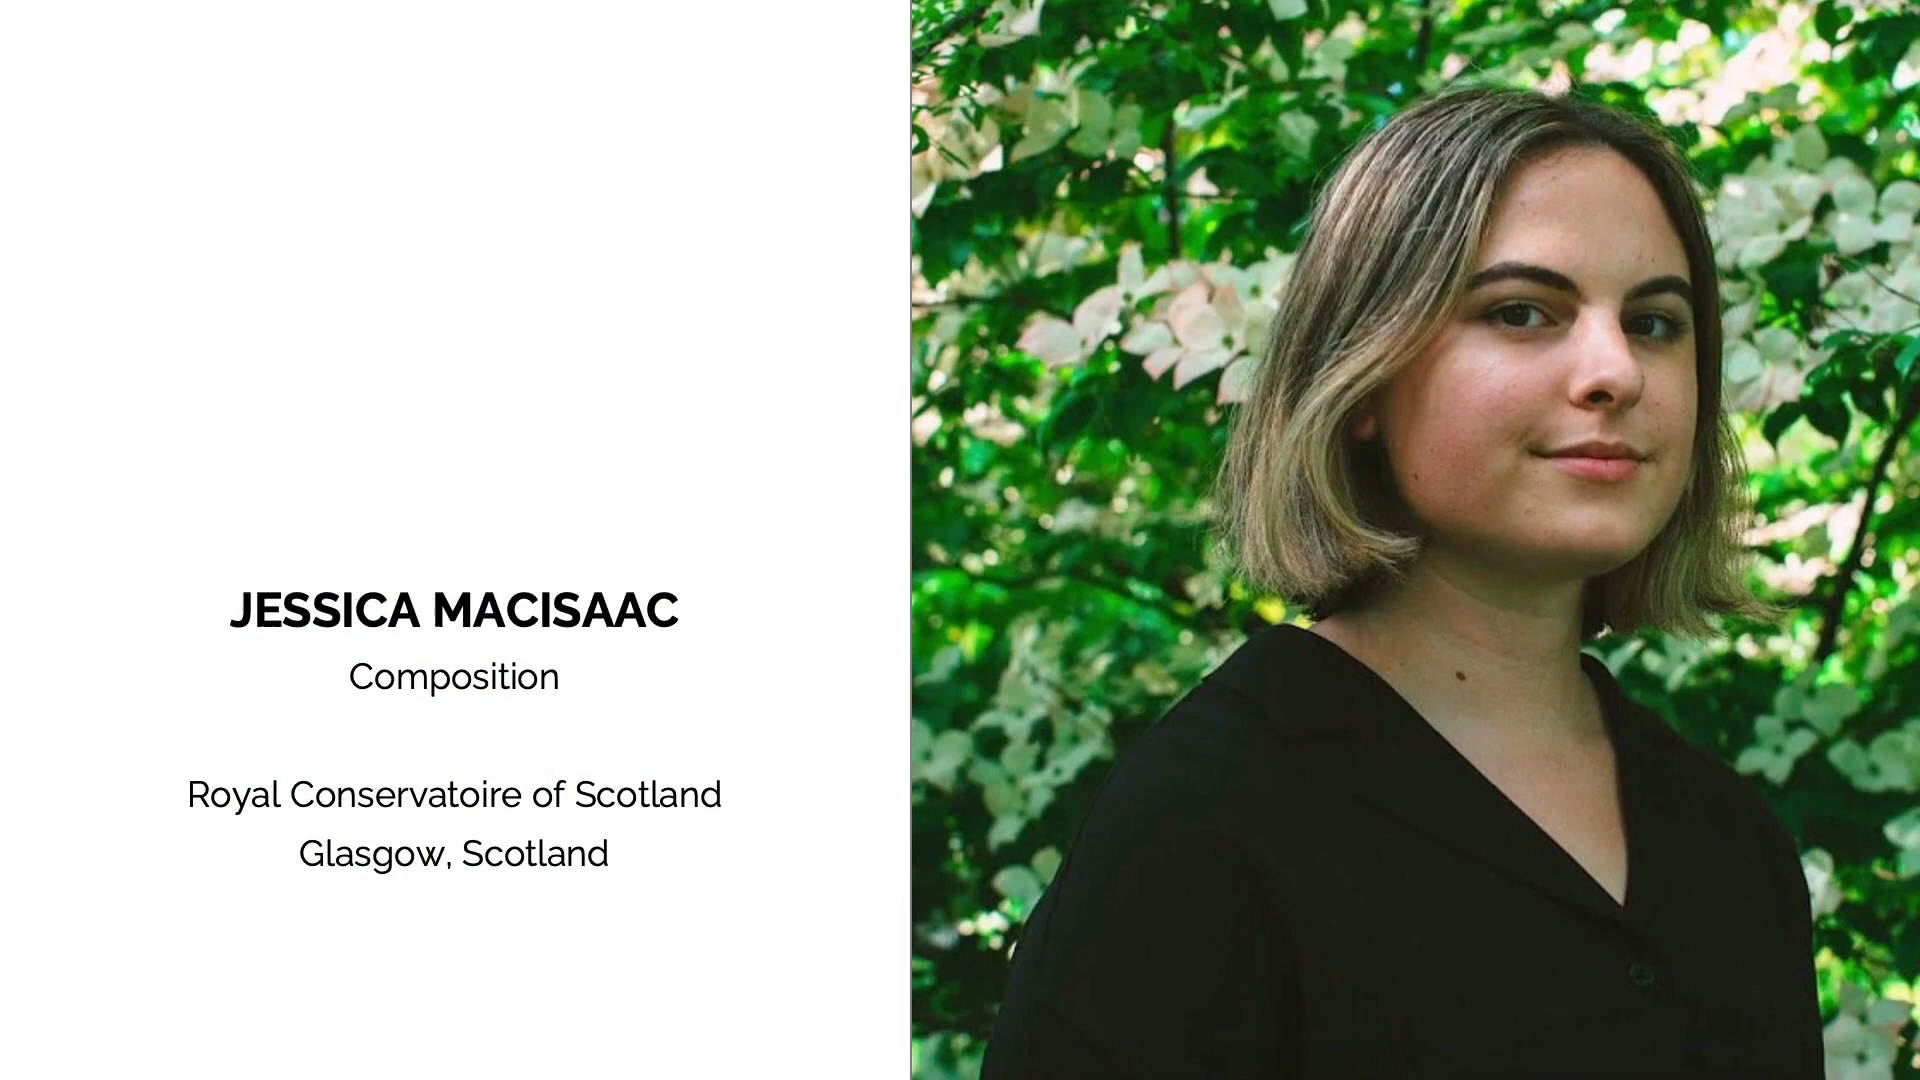 JESSICA MACISAAC
Composition
Royal Conservatoire of Scotland
Glasgow, Scotland